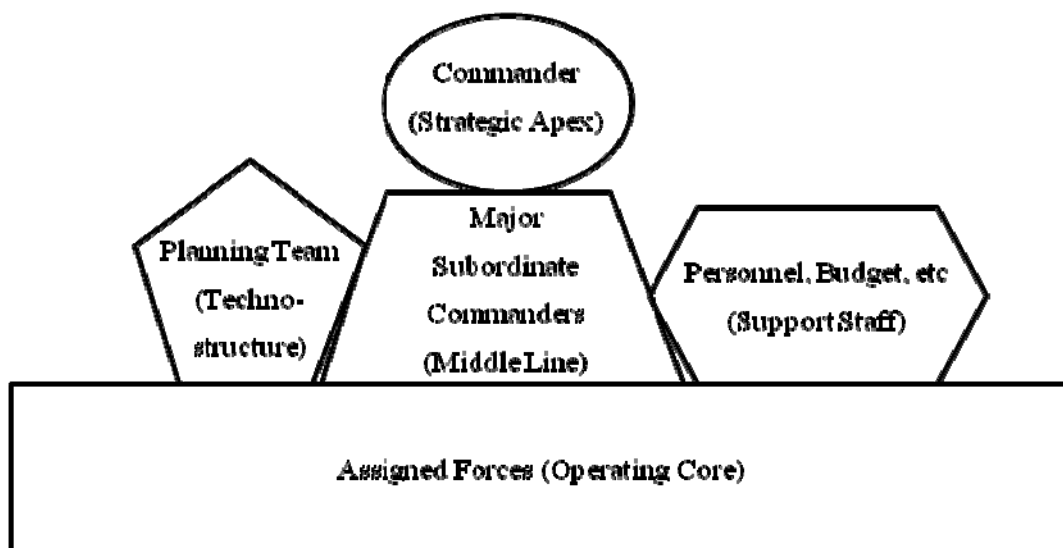 Commander
(Strategic Apex)
Planning Team
(Techno-
structure)
Major
Subordinate
Commanders
(Middle Line)
Personnel, Budget, etc
(Support Staff)
Assigned Forces (Operating Core)